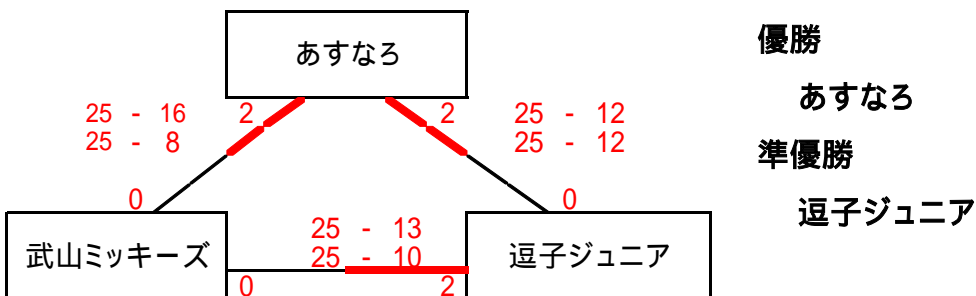 あすなろ
25 - 16
25 - 8
2
2
25 - 12
25 - 12
0
0
武山ミッキーズ
25 - 13
25 - 10
0
2
逗子ジュニア
優勝
あすなろ
準優勝
逗子ジュニア